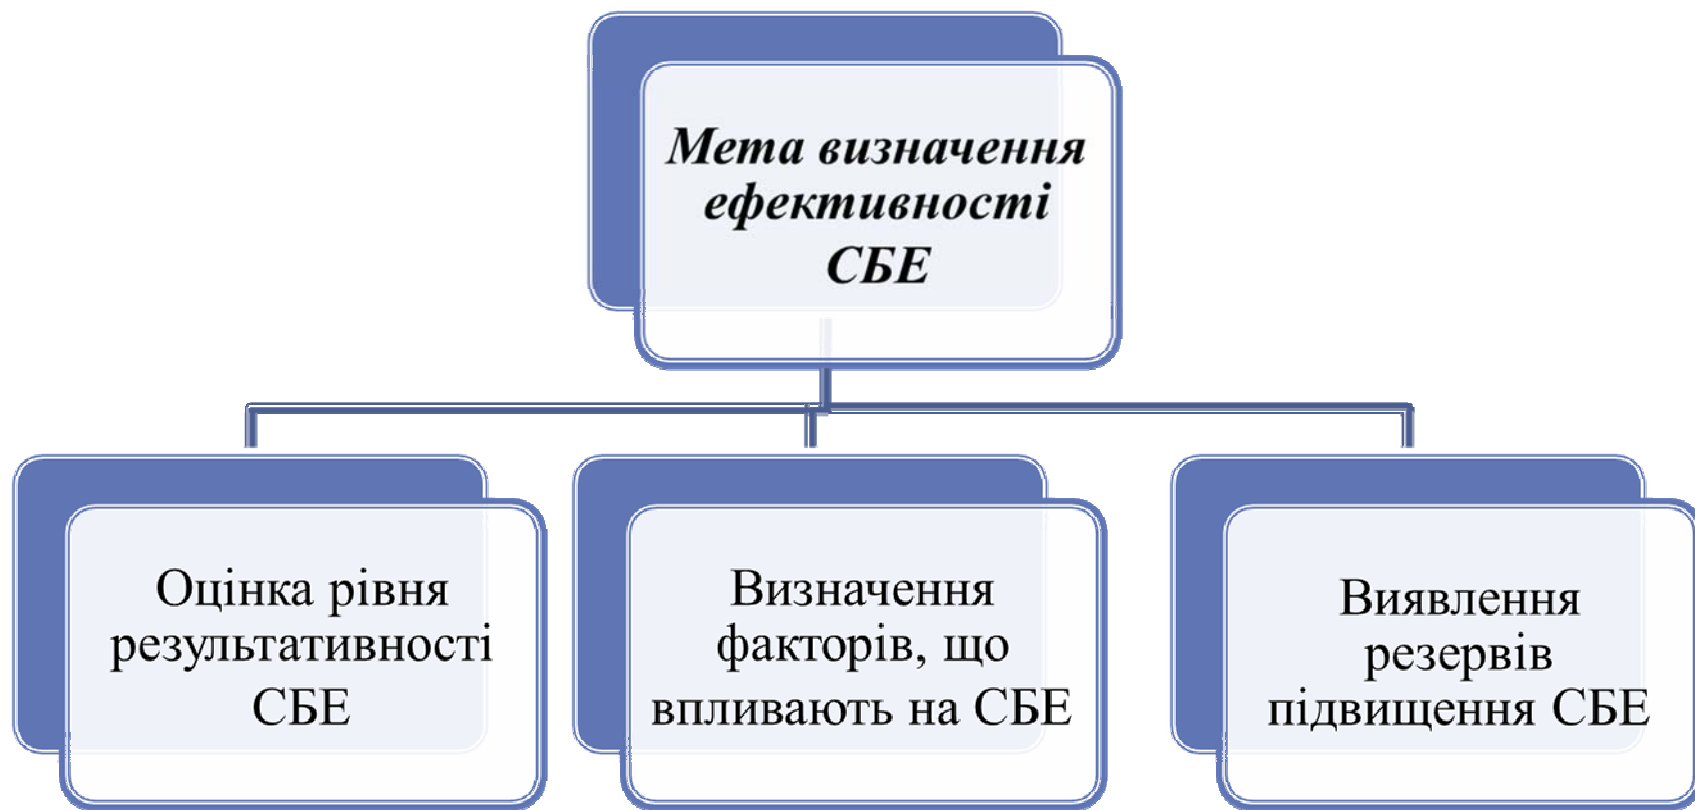 Мета визначення
ефективності
СБЕ
Оцінка рівня
результативності
СБЕ
Визначення
факторів, що
впливають на СБЕ
Виявлення
резервів
підвищення СБЕ